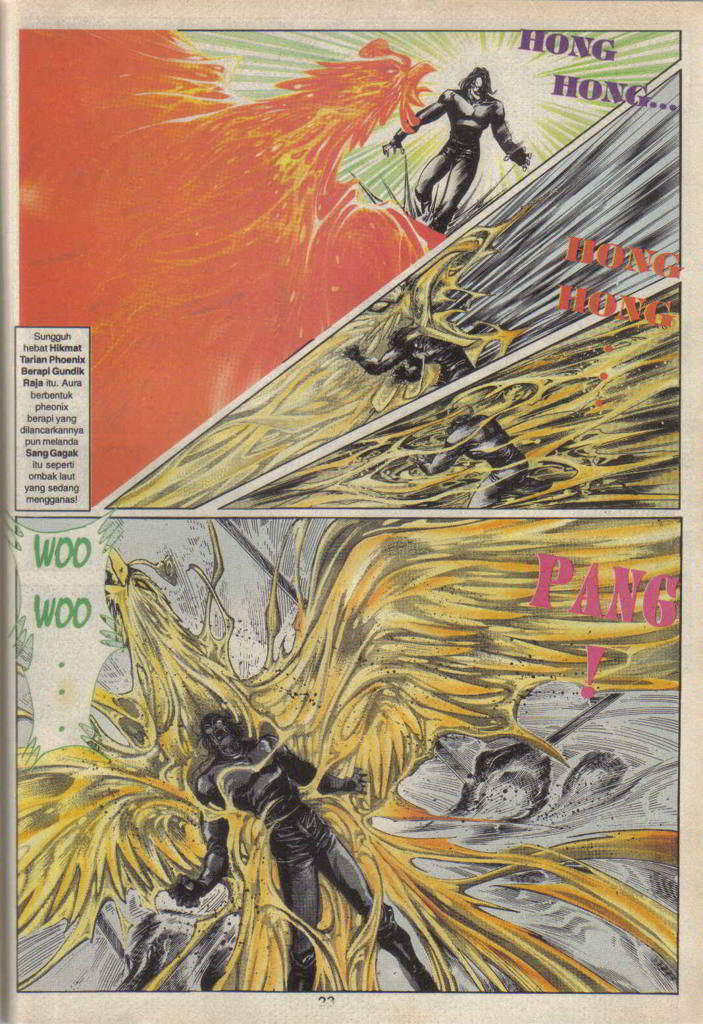 HONG
HONG...
HONG
HONG
...
Sungguh
hebat Hikmat
Tarian Phoenix
Berapi Gundik
Raja itu. Aura
berbentuk
pheonix
berapi yang
dilancarkannya
pun melanda
Sang Gagak
itu seperti
ombak laut
yang sedang
mengganas!
WOO
WOO
...
PANG
!